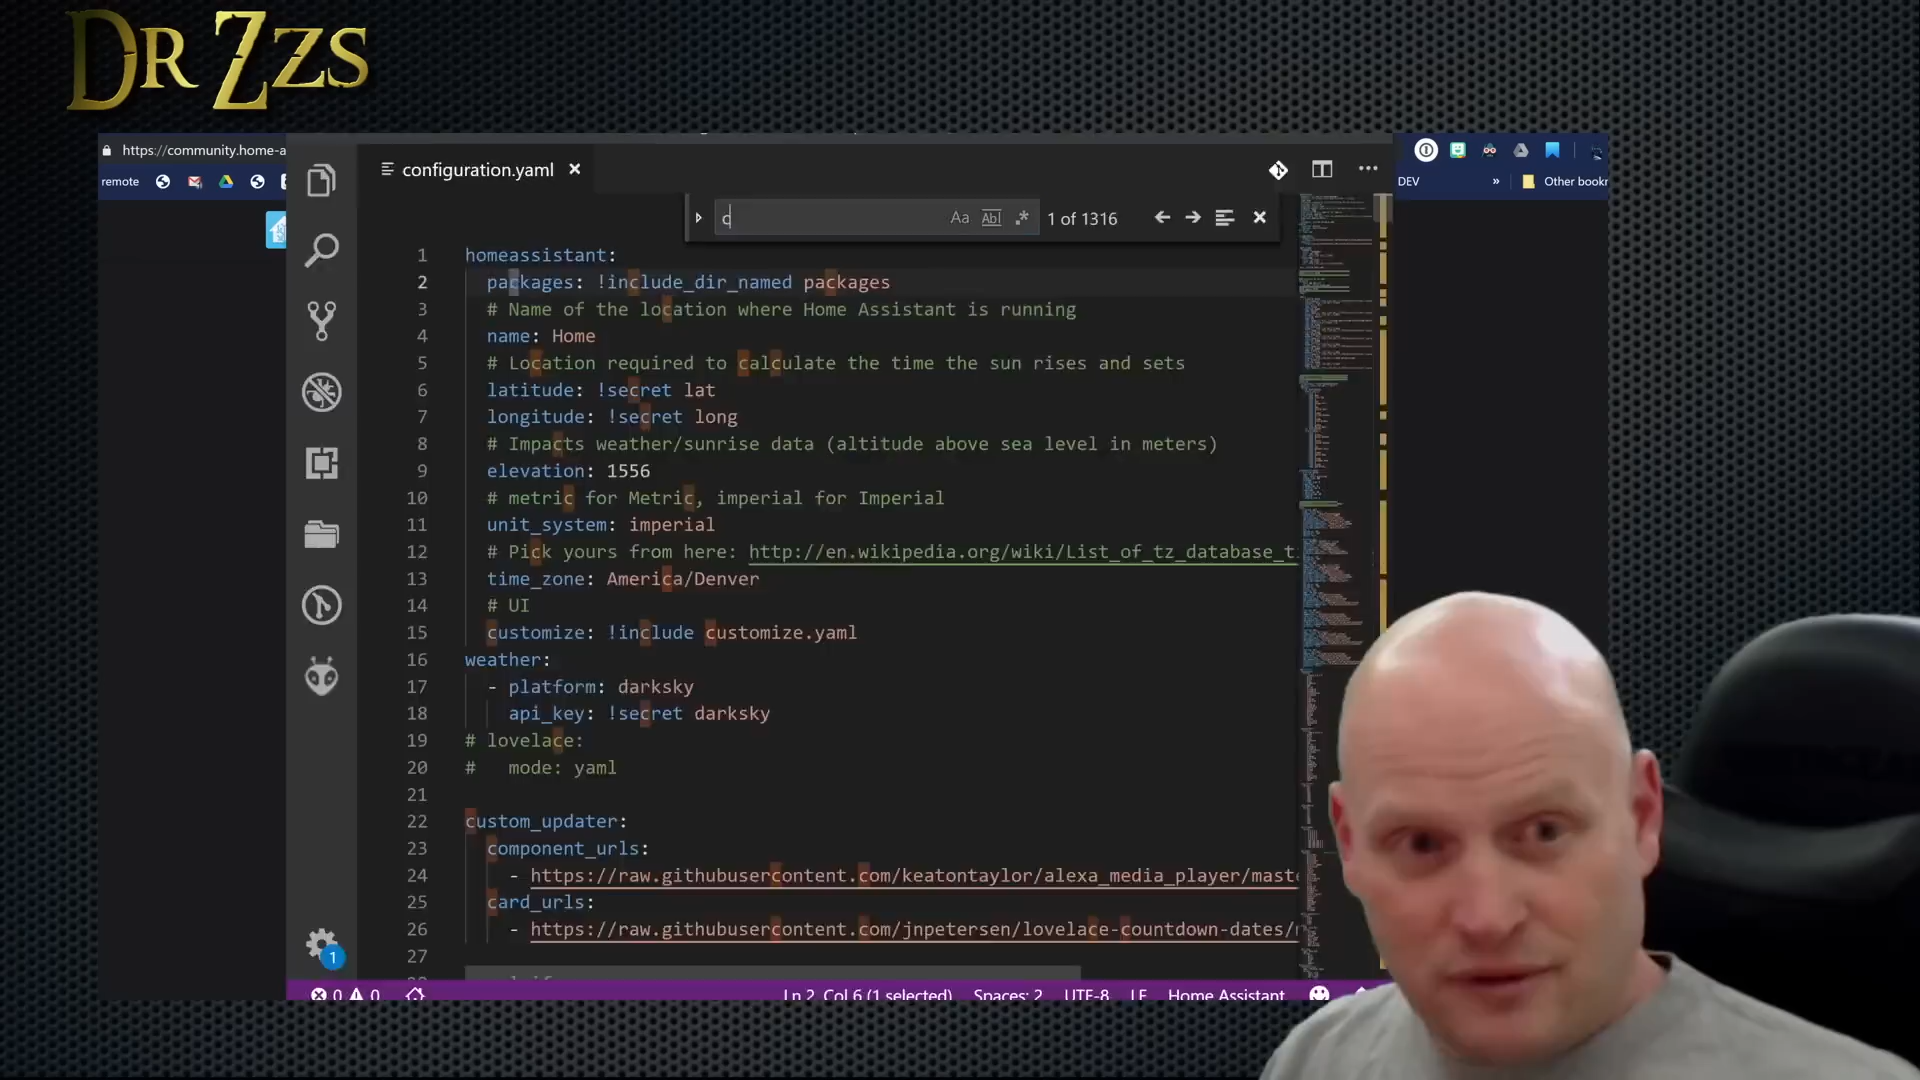 DR ZZS
https://community.home-a
remote
DEV
»
Other bookr
configuration.yaml
c
Aa Abl .* 1 of 1316
1 homeassistant:
2 packages: !include_dir_named packages
3 # Name of the location where Home Assistant is running
4 name: Home
5 # Location required to calculate the time the sun rises and sets
6 latitude: !secret lat
7 longitude: !secret long
8 # Impacts weather/sunrise data (altitude above sea level in meters)
9 elevation: 1556
10 # metric for Metric, imperial for Imperial
11 unit_system: imperial
12 # Pick yours from here: http://en.wikipedia.org/wiki/List_of_tz_database_t
13 time_zone: America/Denver
14 # UI
15 customize: !include customize.yaml
16 weather:
17 - platform: darksky
18 api_key: !secret darksky
19 # lovelace:
20 # mode: yaml
21
22 custom_updater:
23 component_urls:
24 - https://raw.githubusercontent.com/keatontaylor/alexa_media_player/maste
25 card_urls:
26 - https://raw.githubusercontent.com/jnpetersen/lovelace-countdown-dates/
27
1
0 0 Ln 2, Col 6 (1 selected) Spaces: 2 UTF-8 LF Home Assistant